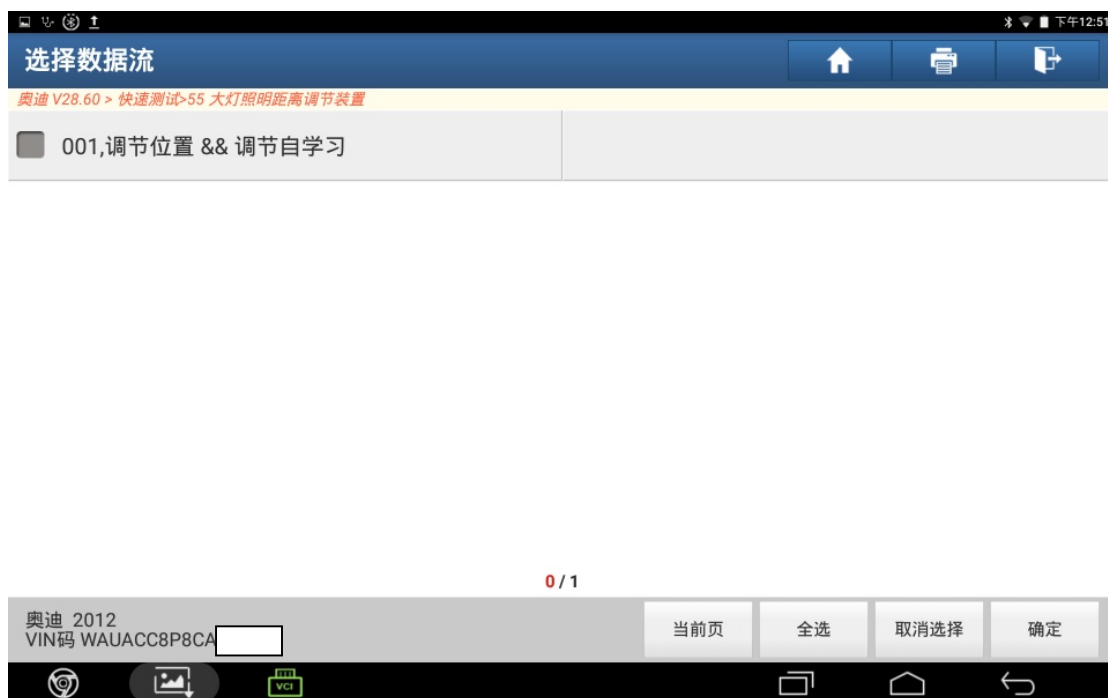 下午12:51
选择数据流
奥迪 V28.60 > 快速测试>55 大灯照明距离调节装置
001,调节位置 && 调节自学习
0 / 1
奥迪 2012
VIN码 WAUACC8P8CA
当前页
全选
取消选择
确定
VCI